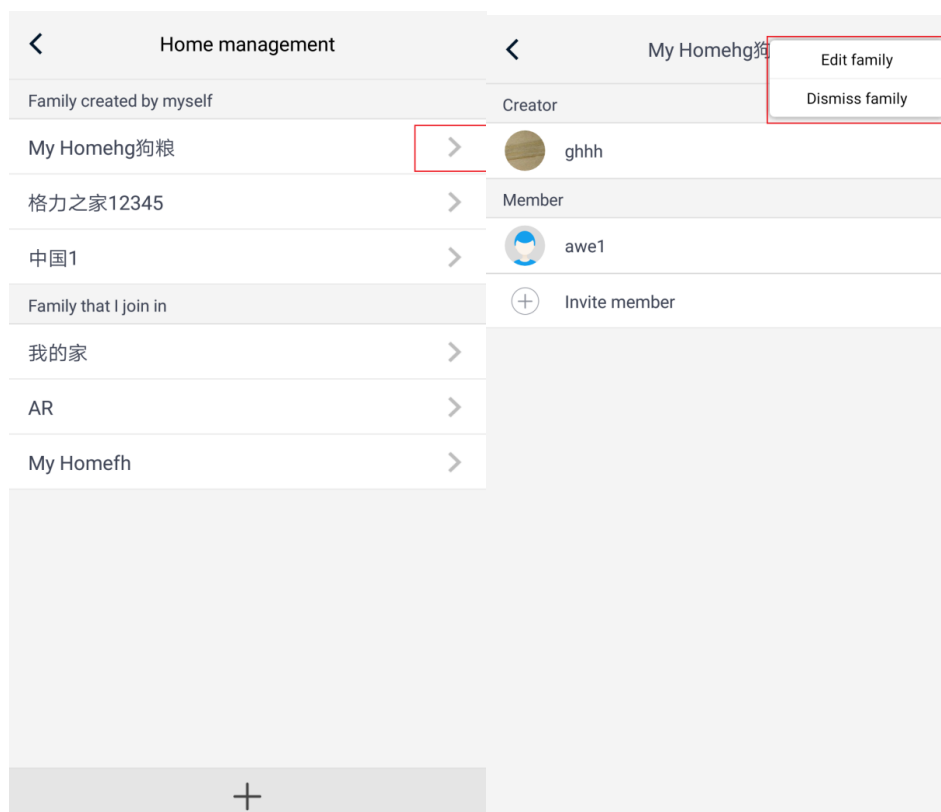 Home management
Family created by myself
My Homehg狗粮
格力之家12345
中国1
Family that I join in
我的家
AR
My Homefh
My Homehg狗
Edit family
Dismiss family
Creator
ghhh
Member
awe1
Invite member